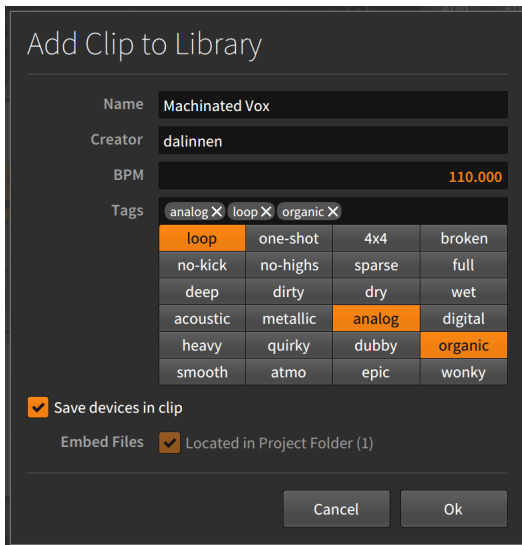 Add Clip to Library
Name Machinated Vox
Creator dalinnen
BPM 110.000
Tags analog loop organic
loop one-shot 4x4 broken
no-kick no-highs sparse full
deep dirty dry wet
acoustic metallic analog digital
heavy quirky dubby organic
smooth atmo epic wonky
Save devices in clip
Embed Files Located in Project Folder (1)
Cancel Ok